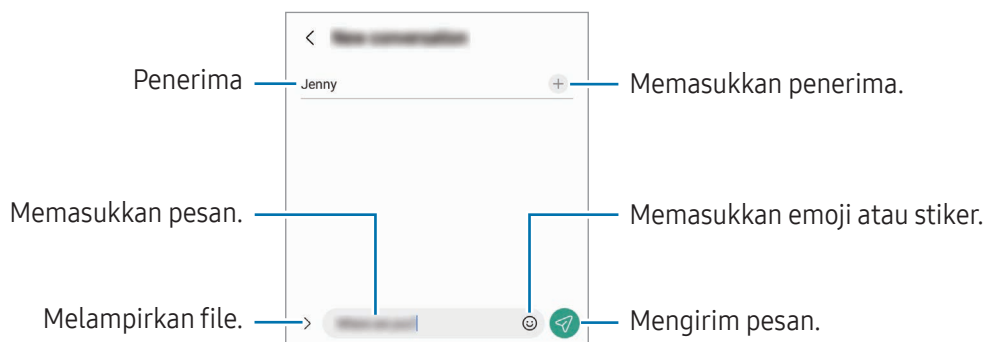 Penerima
Jenny
Memasukkan penerima.
Memasukkan pesan.
Memasukkan emoji atau stiker.
Melampirkan file.
Mengirim pesan.